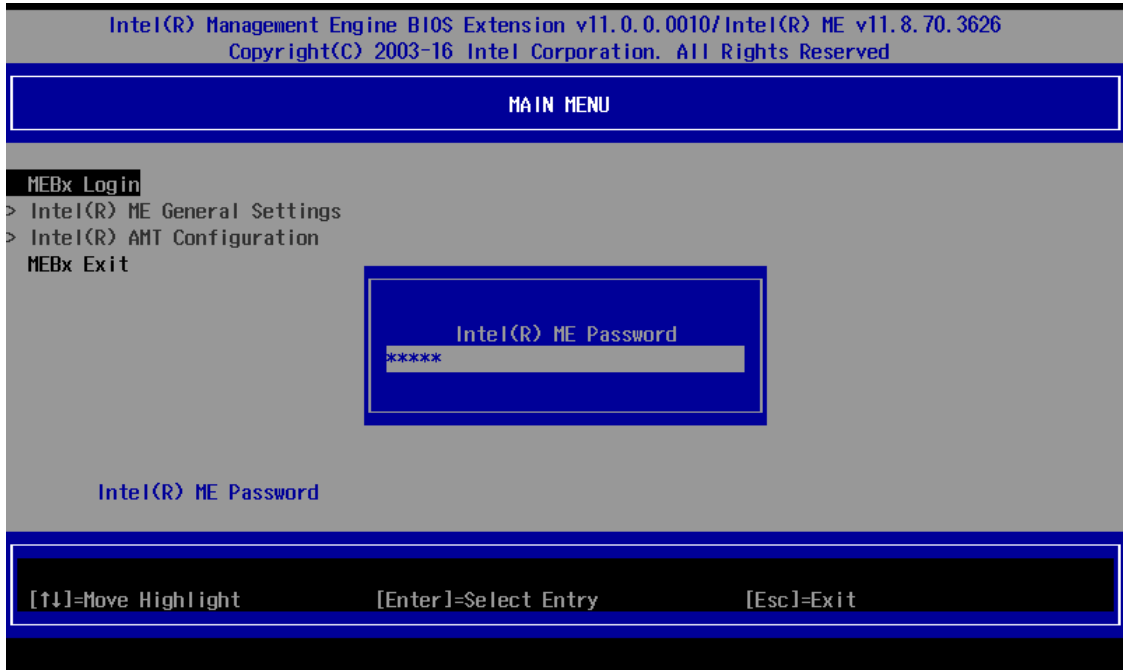 Intel(R) Management Engine BIOS Extension v11.0.0.0010/Intel(R) ME v11.8.70.3626
Copyright(C) 2003-16 Intel Corporation. All Rights Reserved
MAIN MENU
MEBx Login
> Intel(R) ME General Settings
> Intel(R) AMT Configuration
MEBx Exit
Intel(R) ME Password
*****
Intel(R) ME Password
[↑↓]=Move Highlight [Enter]=Select Entry [Esc]=Exit